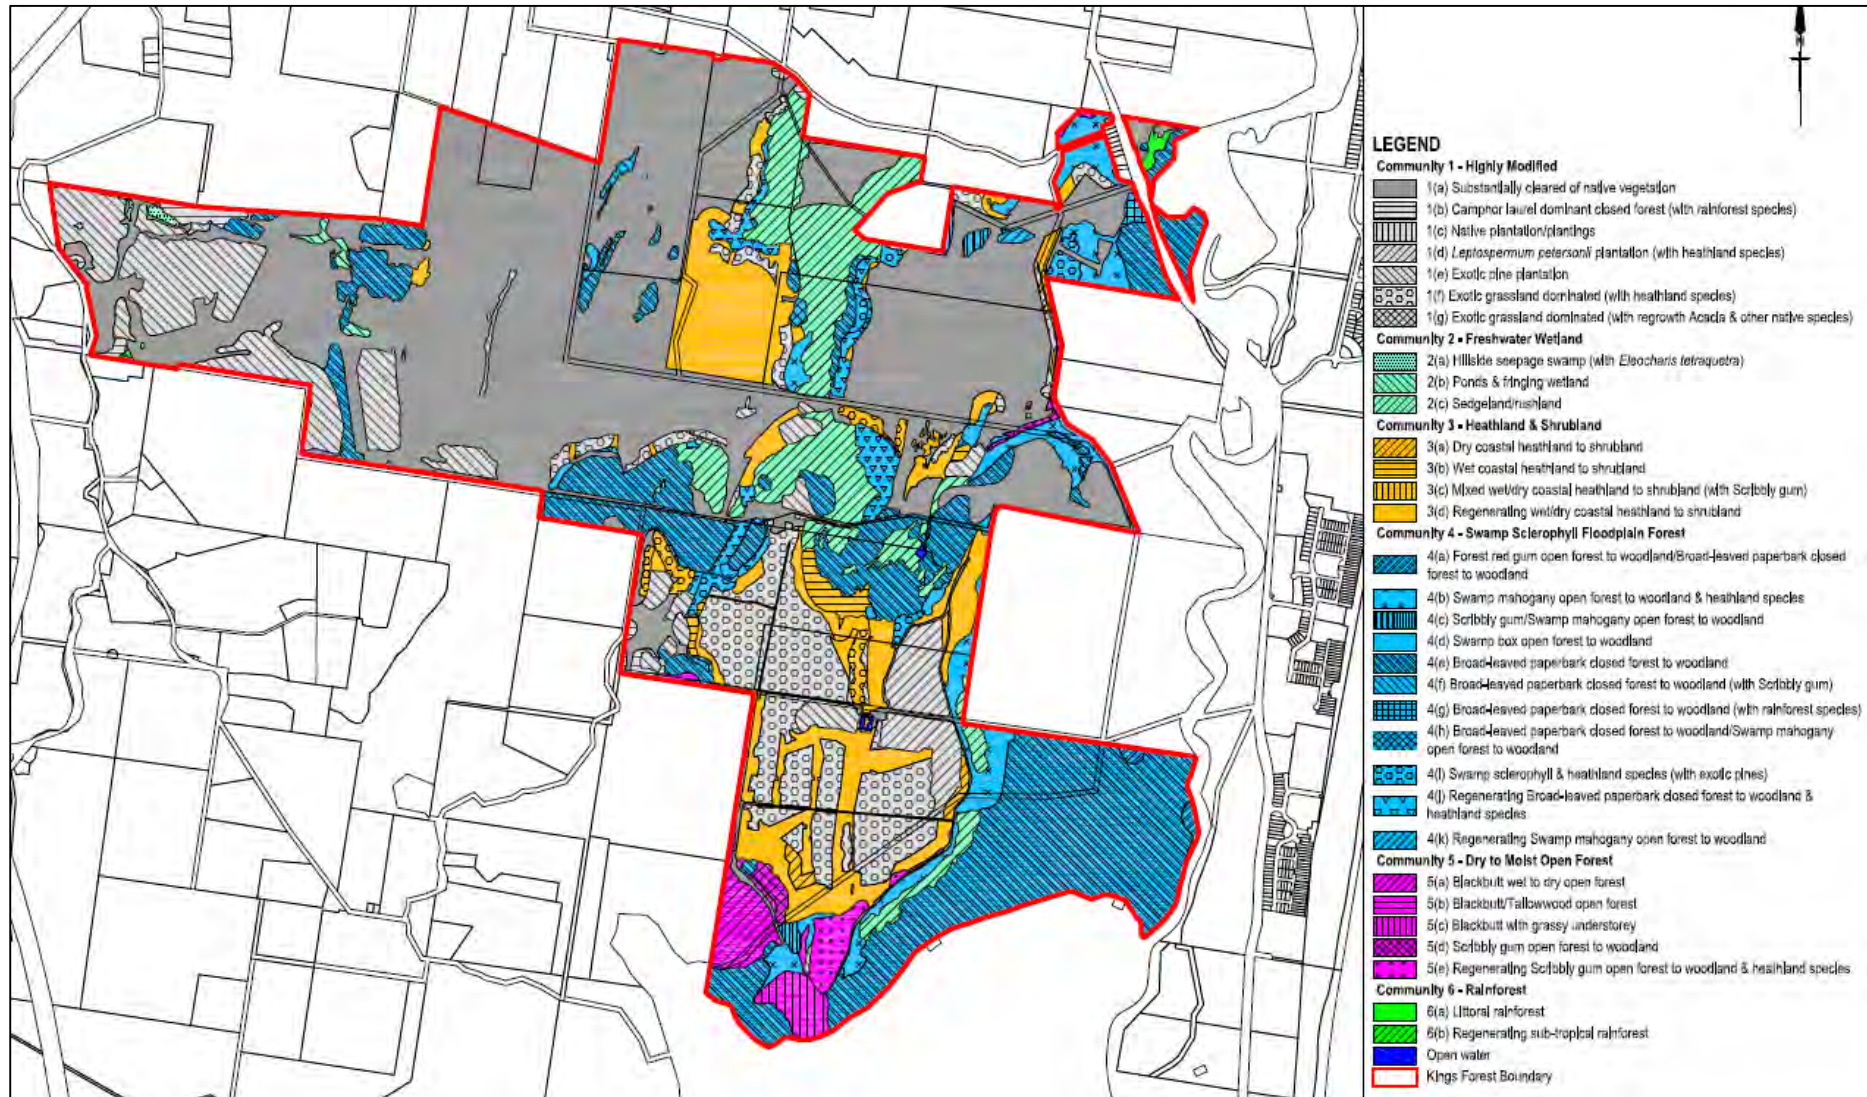 N
LEGEND
Community 1 - Highly Modified
1(a) Substantially cleared of native vegetation
1(b) Camphor laurel dominant closed forest (with rainforest species)
1(c) Native plantation/plantings
1(d) Leptospermum petersonii plantation (with heathland species)
1(e) Exotic pine plantation
1(f) Exotic grassland dominated (with heathland species)
1(g) Exotic grassland dominated (with regrowth Acacia & other native species)
Community 2 - Freshwater Wetland
2(a) Hillside seepage swamp (with Eleocharis tetraquetra)
2(b) Ponds & fringing wetland
2(c) Sedgeland/rushland
Community 3 - Heathland & Shrubland
3(a) Dry coastal heathland to shrubland
3(b) Wet coastal heathland to shrubland
3(c) Mixed wet/dry coastal heathland to shrubland (with Scribbly gum)
3(d) Regenerating wet/dry coastal heathland to shrubland
Community 4 - Swamp Sclerophyll Floodplain Forest
4(a) Forest red gum open forest to woodland/Broad-leaved paperbark closed
forest to woodland
4(b) Swamp mahogany open forest to woodland & heathland species
4(c) Scribbly gum/Swamp mahogany open forest to woodland
4(d) Swamp box open forest to woodland
4(e) Broad-leaved paperbark closed forest to woodland
4(f) Broad-leaved paperbark closed forest to woodland (with Scribbly gum)
4(g) Broad-leaved paperbark closed forest to woodland (with rainforest species)
4(h) Broad-leaved paperbark closed forest to woodland/Swamp mahogany
open forest to woodland
4(i) Swamp sclerophyll & heathland species (with exotic pines)
4(j) Regenerating Broad-leaved paperbark closed forest to woodland &
heathland species
4(k) Regenerating Swamp mahogany open forest to woodland
Community 5 - Dry to Moist Open Forest
5(a) Blackbutt wet to dry open forest
5(b) Blackbutt/Tallowwood open forest
5(c) Blackbutt with grassy understorey
5(d) Scribbly gum open forest to woodland
5(e) Regenerating Scribbly gum open forest to woodland & heathland species
Community 6 - Rainforest
6(a) Littoral rainforest
6(b) Regenerating sub-tropical rainforest
Open water
Kings Forest Boundary